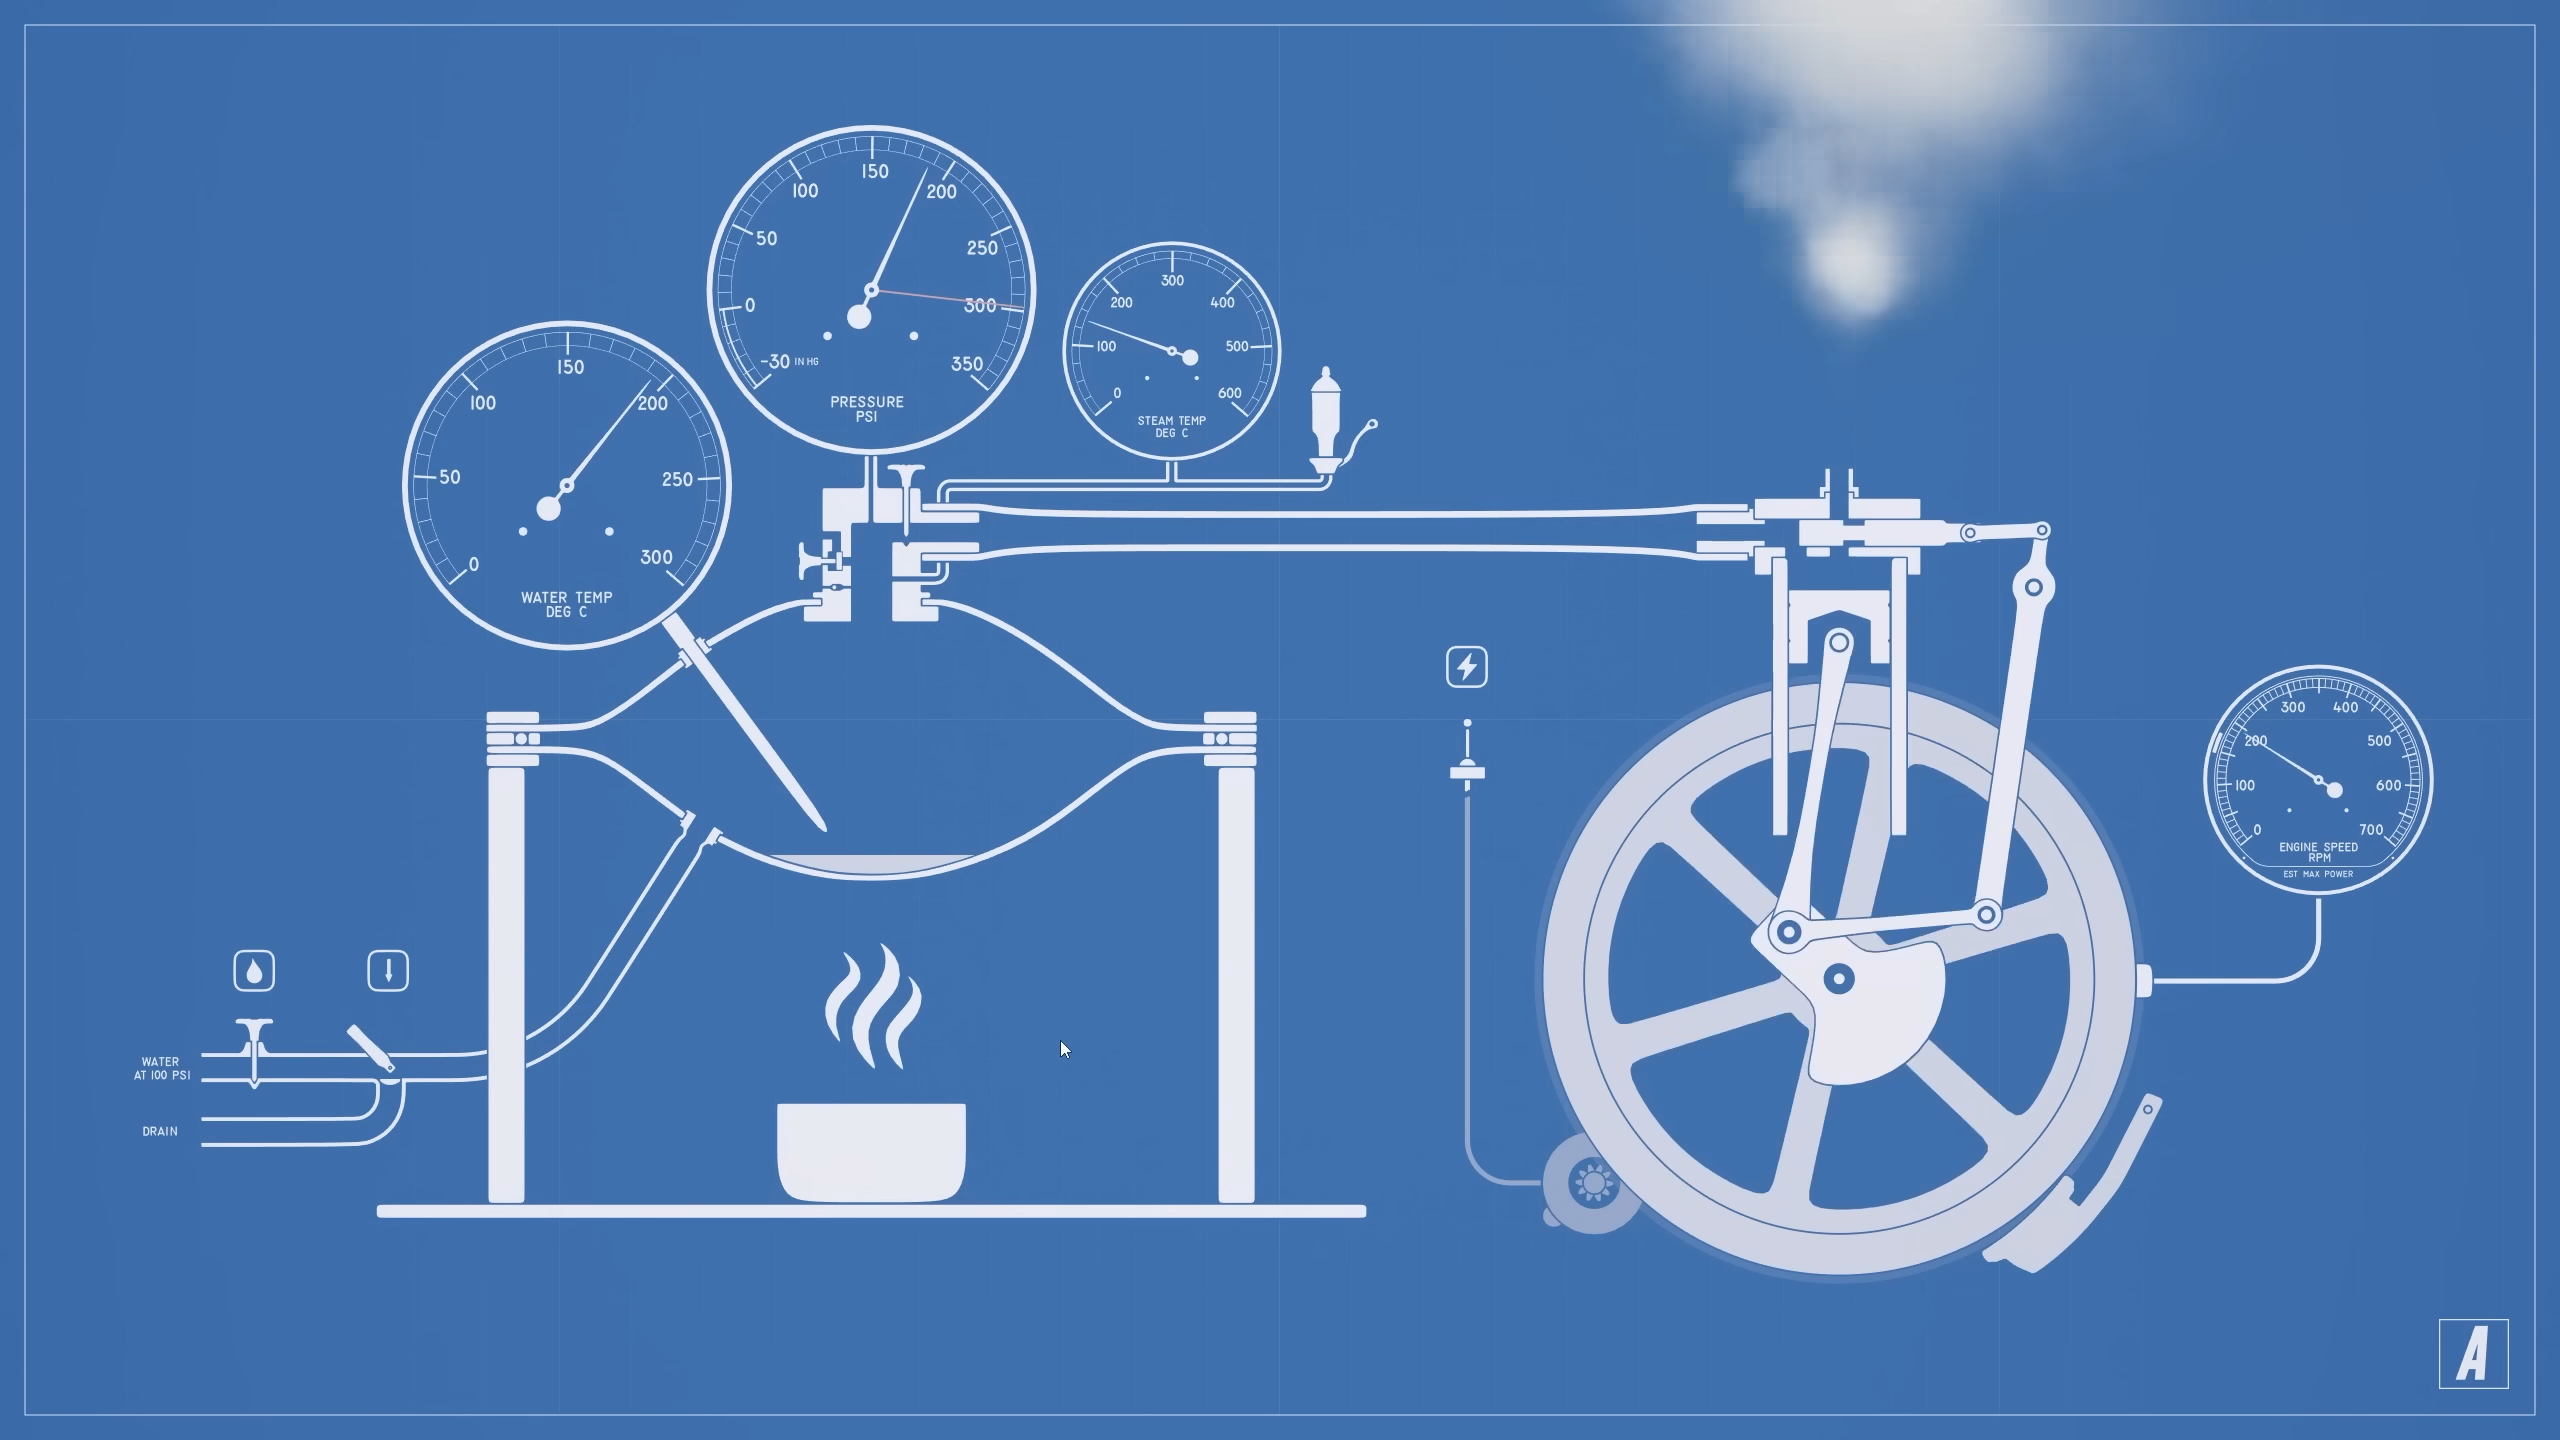 150
100
200
50
250
0
300
-30 IN HG
350
PRESSURE
PSI
300
200
400
100
500
0
600
STEAM TEMP
DEG C
150
100
200
50
250
0
300
WATER TEMP
DEG C
300
400
200
500
100
600
0
700
ENGINE SPEED
RPM
EST MAX POWER
WATER
AT 100 PSI
DRAIN
A